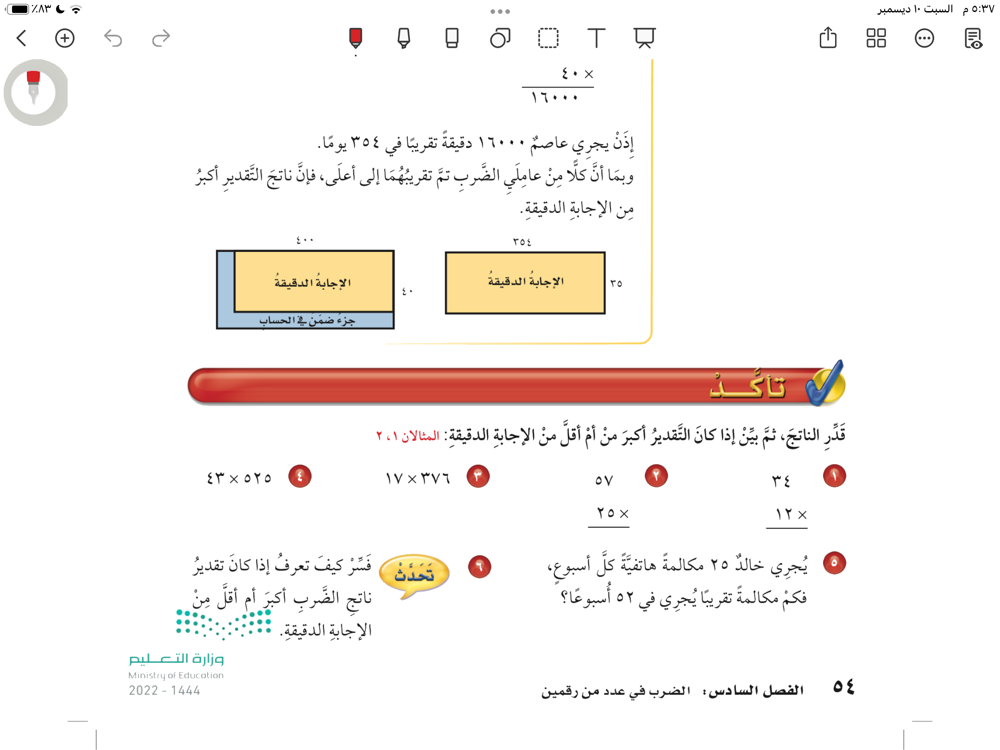 ٥:٣٧ م السبت ١٠ ديسمبر
٪٨٣
× ٤٠
١٦٠٠٠
إِذَنْ يجرِي عاصمٌ ١٦٠٠٠ دقيقةً تقريبًا في ٣٥٤ يومًا.
وبمَا أنَّ كلًّا مِنْ عامِلَيِ الضَّربِ تمَّ تقريبُهُمَا إلى أعلَى، فإنَّ ناتجَ التَّقديرِ أكبرُ
مِن الإجابةِ الدقيقةِ.
٣٥٤
٣٥
الإجابةُ الدقيقةُ
٤٠٠
٤٠
الإجابةُ الدقيقةُ
جزءُ ضمّنَ في الحسابِ
تأكَّدْ
قَدِّرِ الناتجَ، ثمَّ بيِّنْ إذا كانَ التَّقديرُ أكبرَ منْ أمْ أقلَّ منْ الإجابةِ الدقيقةِ: المثالان ١، ٢
١ ٣٤
× ١٢
٢ ٥٧
× ٢٥
٣ ٣٧٦ × ١٧
٤ ٥٢٥ × ٤٣
٥ يُجرِي خالدٌ ٢٥ مكالمةً هاتفيَّةً كلَّ أسبوعٍ،
فكمْ مكالمةً تقريبًا يُجرِي في ٥٢ أُسبوعًا؟
٦ تَحَدَّثْ فَسِّرْ كيفَ تعرفُ إذا كانَ تقديرُ
ناتجِ الضَّربِ أكبرَ أم أقلَّ مِنْ
الإجابةِ الدقيقةِ.
وزارة التعليم
Ministry of Education
2022 - 1444
٥٤ الفصل السادس: الضرب في عدد من رقمين